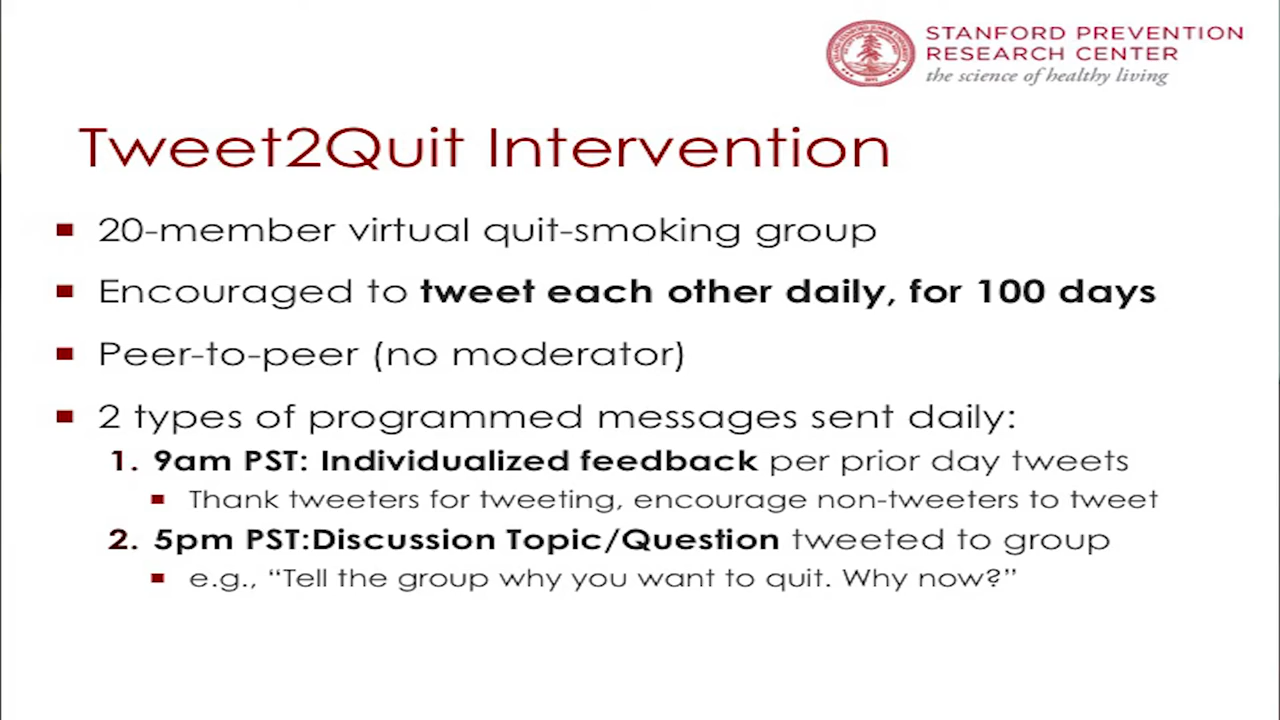 STANFORD PREVENTION
RESEARCH CENTER
the science of healthy living
Tweet2Quit Intervention
20-member virtual quit-smoking group
Encouraged to tweet each other daily, for 100 days
Peer-to-peer (no moderator)
2 types of programmed messages sent daily:
1. 9am PST: Individualized feedback per prior day tweets
Thank tweeters for tweeting, encourage non-tweeters to tweet
2. 5pm PST:Discussion Topic/Question tweeted to group
e.g., “Tell the group why you want to quit. Why now?”